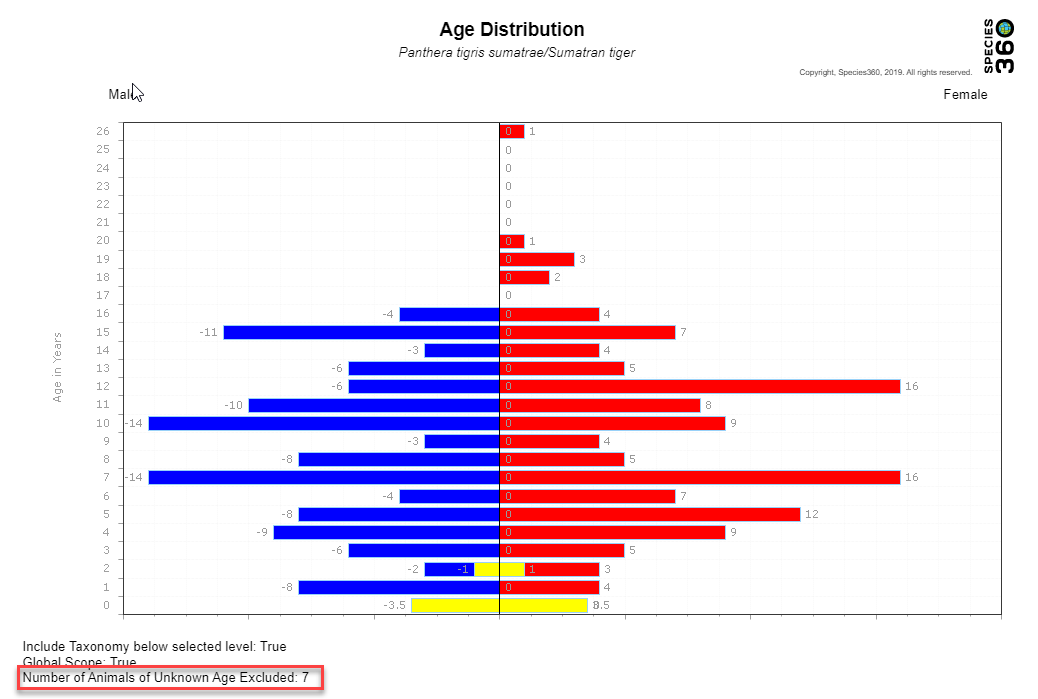 Age Distribution
Panthera tigris sumatrae/Sumatran tiger
SPECIES
360
Copyright, Species360, 2019. All rights reserved.
Male Female
26 0 1
25 0
24 0
23 0
22 0
21 0
20 0 1
19 0 3
18 0 2
17 0
16 -4 0 4
15 -11 0 7
14 -3 0 4
13 -6 0 5
12 -6 0 16
11 -10 0 8
10 -14 0 9
9 -3 0 4
8 -8 0 5
7 -14 0 16
6 -4 0 7
5 -8 0 12
4 -9 0 9
3 -6 0 5
2 -2 -1 1 3
1 -8 0 4
0 -3.5
Age in Years
Include Taxonomy below selected level: True
Global Scope: True
Number of Animals of Unknown Age Excluded: 7